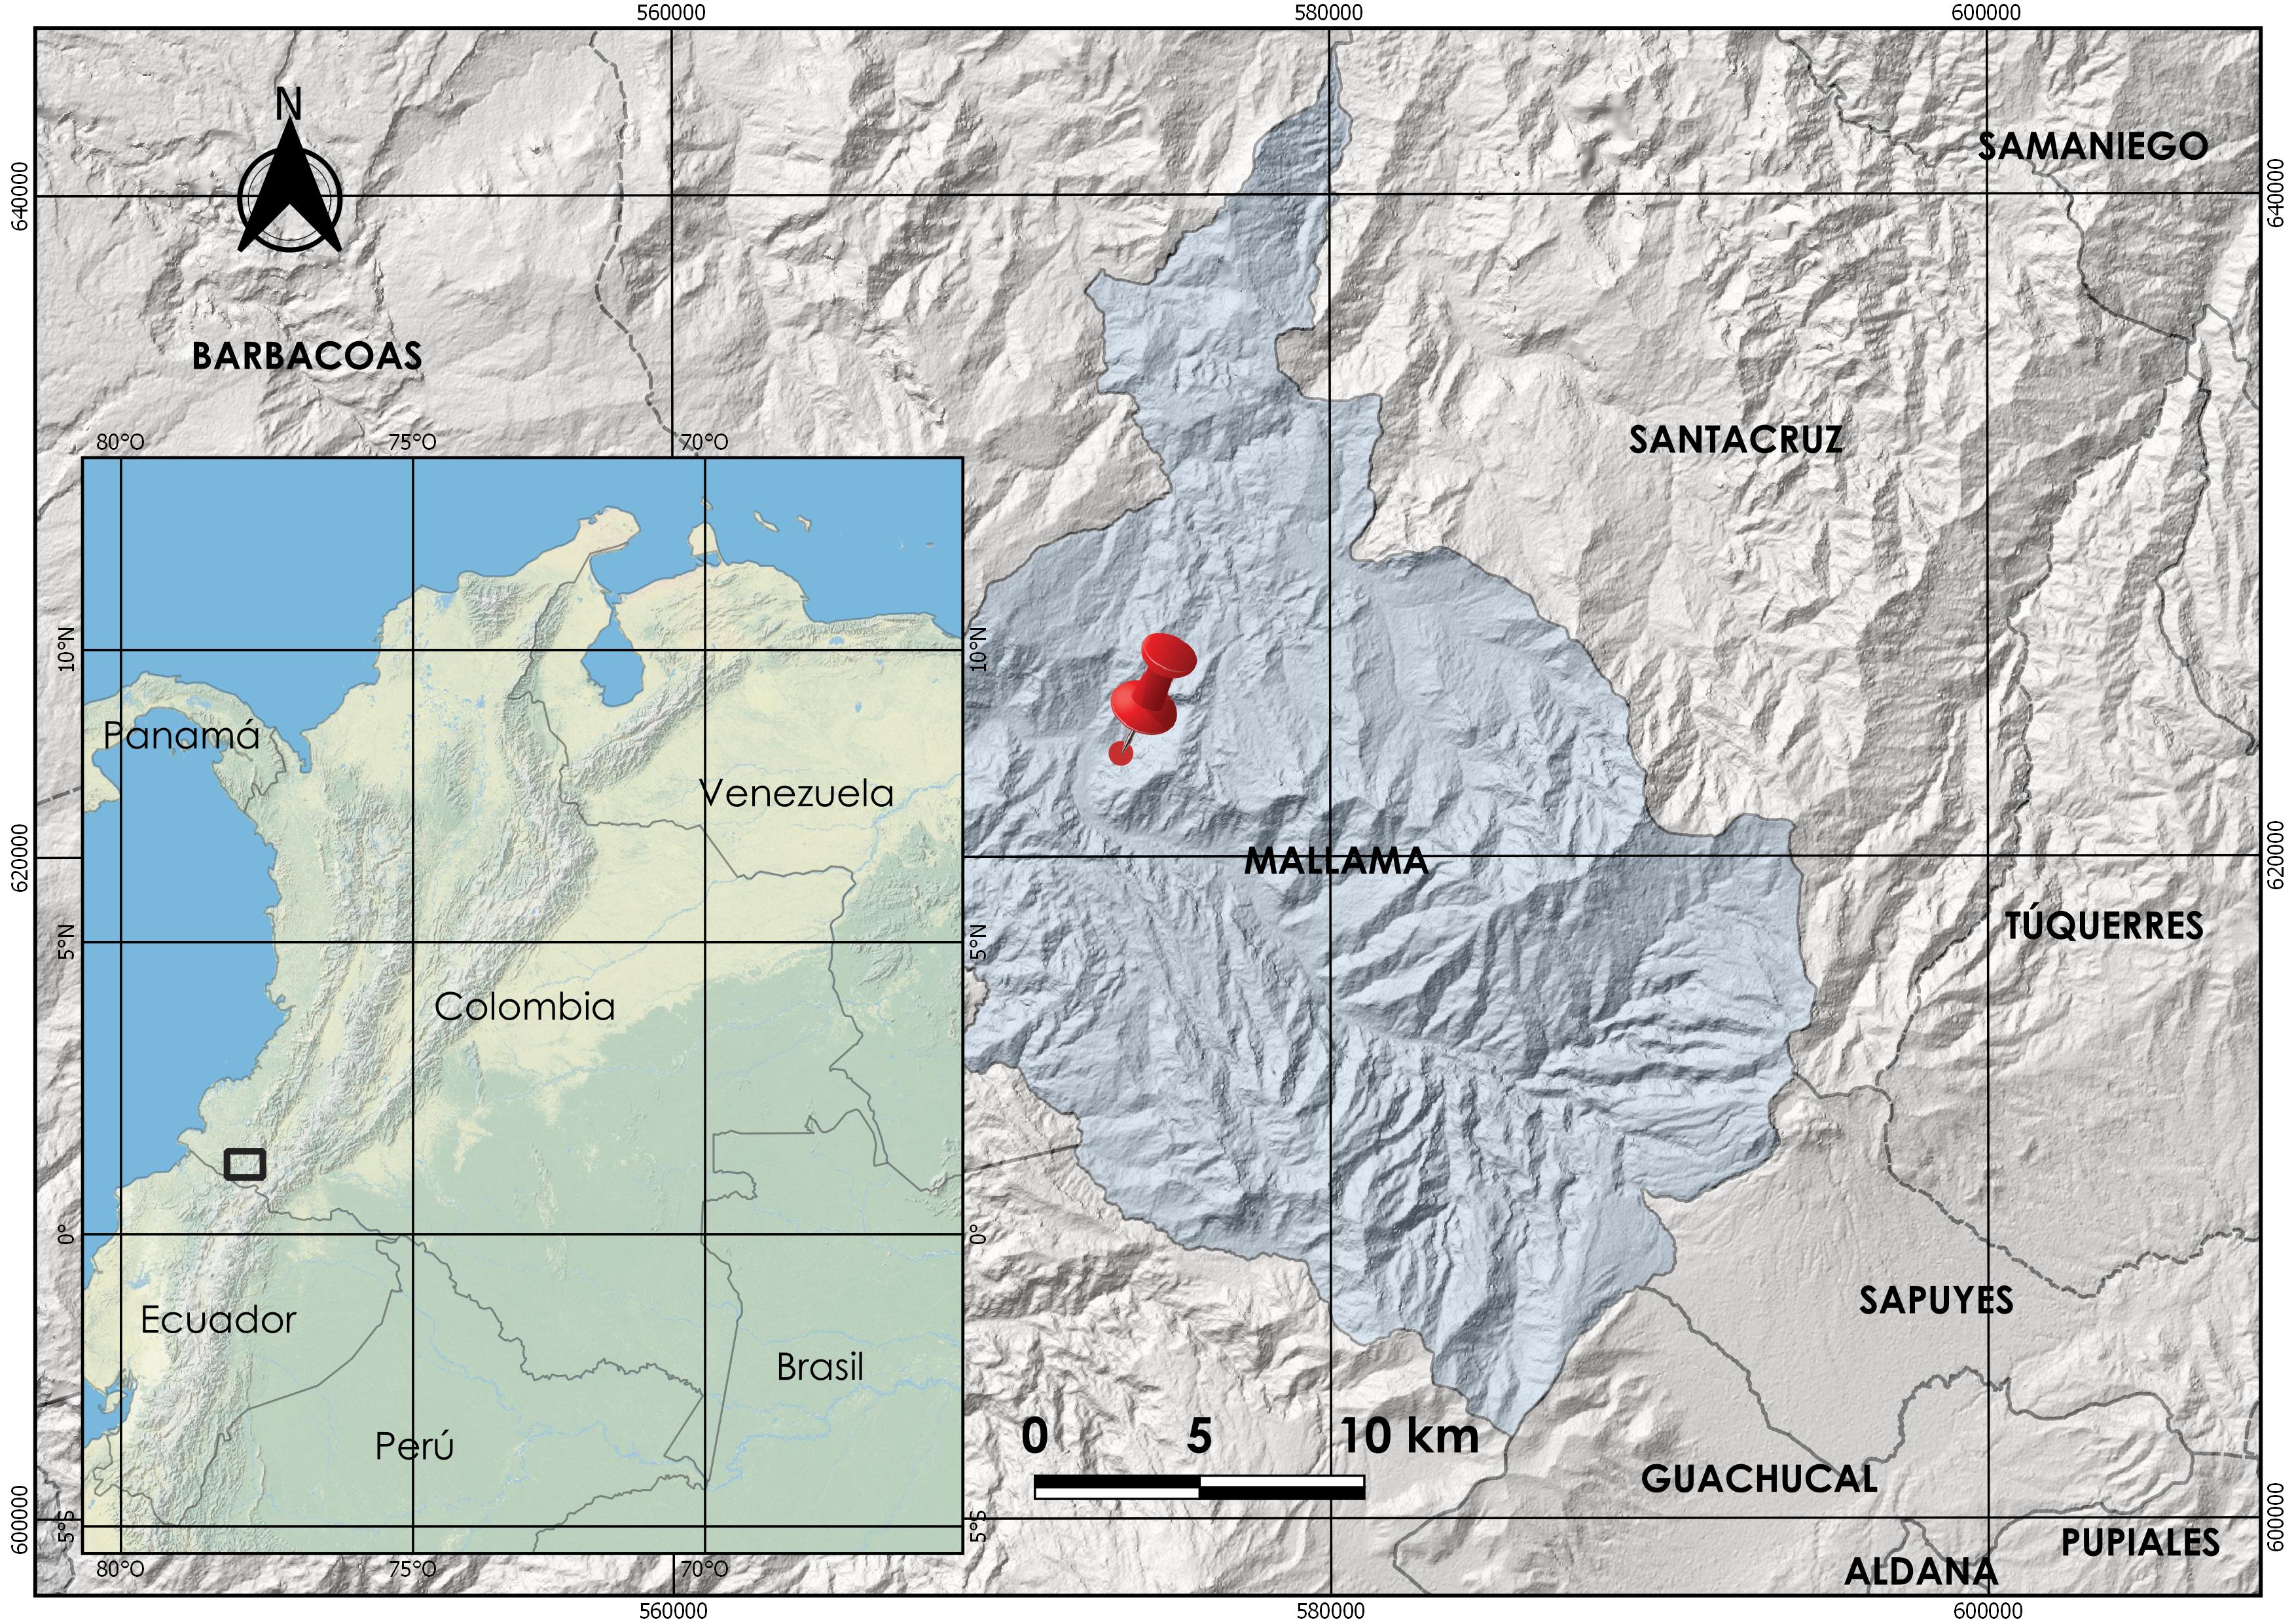 560000
580000
600000
N
SAMANIEGO
640000
640000
BARBACOAS
SANTACRUZ
80°O
75°O
70°O
10°N
10°N
Panamá
Venezuela
620000
620000
MALLAMA
TÚQUERRES
5°N
5°N
Colombia
0°
0°
Ecuador
SAPUYES
Brasil
Perú
0 5 10 km
GUACHUCAL
600000
600000
5°S
5°S
PUPIALES
ALDANA
80°O
75°O
70°O
560000
580000
600000